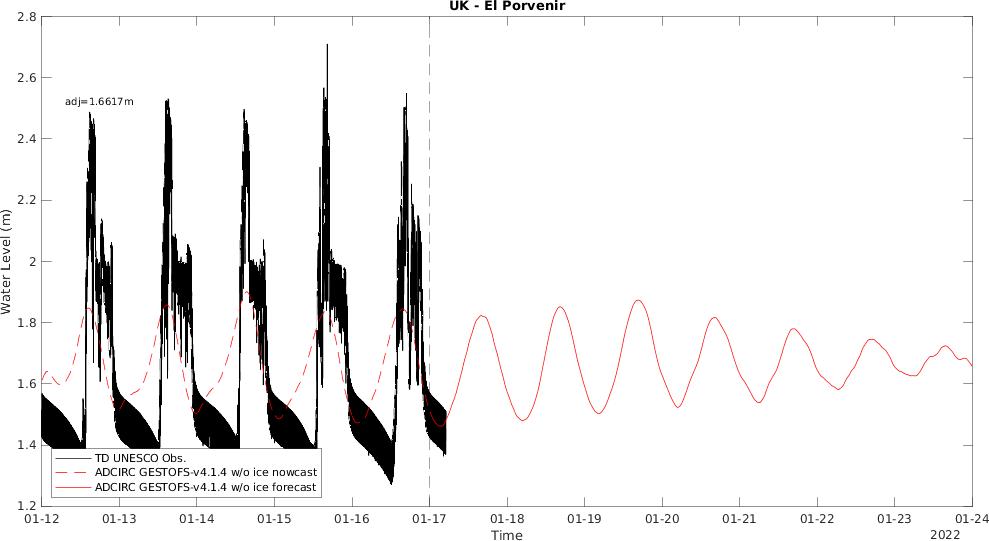 UK - El Porvenir
2.8
2.6
adj=1.6617m
2.4
2.2
2
1.8
1.6
1.4
1.2
Water Level (m)
TD UNESCO Obs.
ADCIRC GESTOFS-v4.1.4 w/o ice nowcast
ADCIRC GESTOFS-v4.1.4 w/o ice forecast
01-12 01-13 01-14 01-15 01-16 01-17 01-18 01-19 01-20 01-21 01-22 01-23 01-24
Time
2022